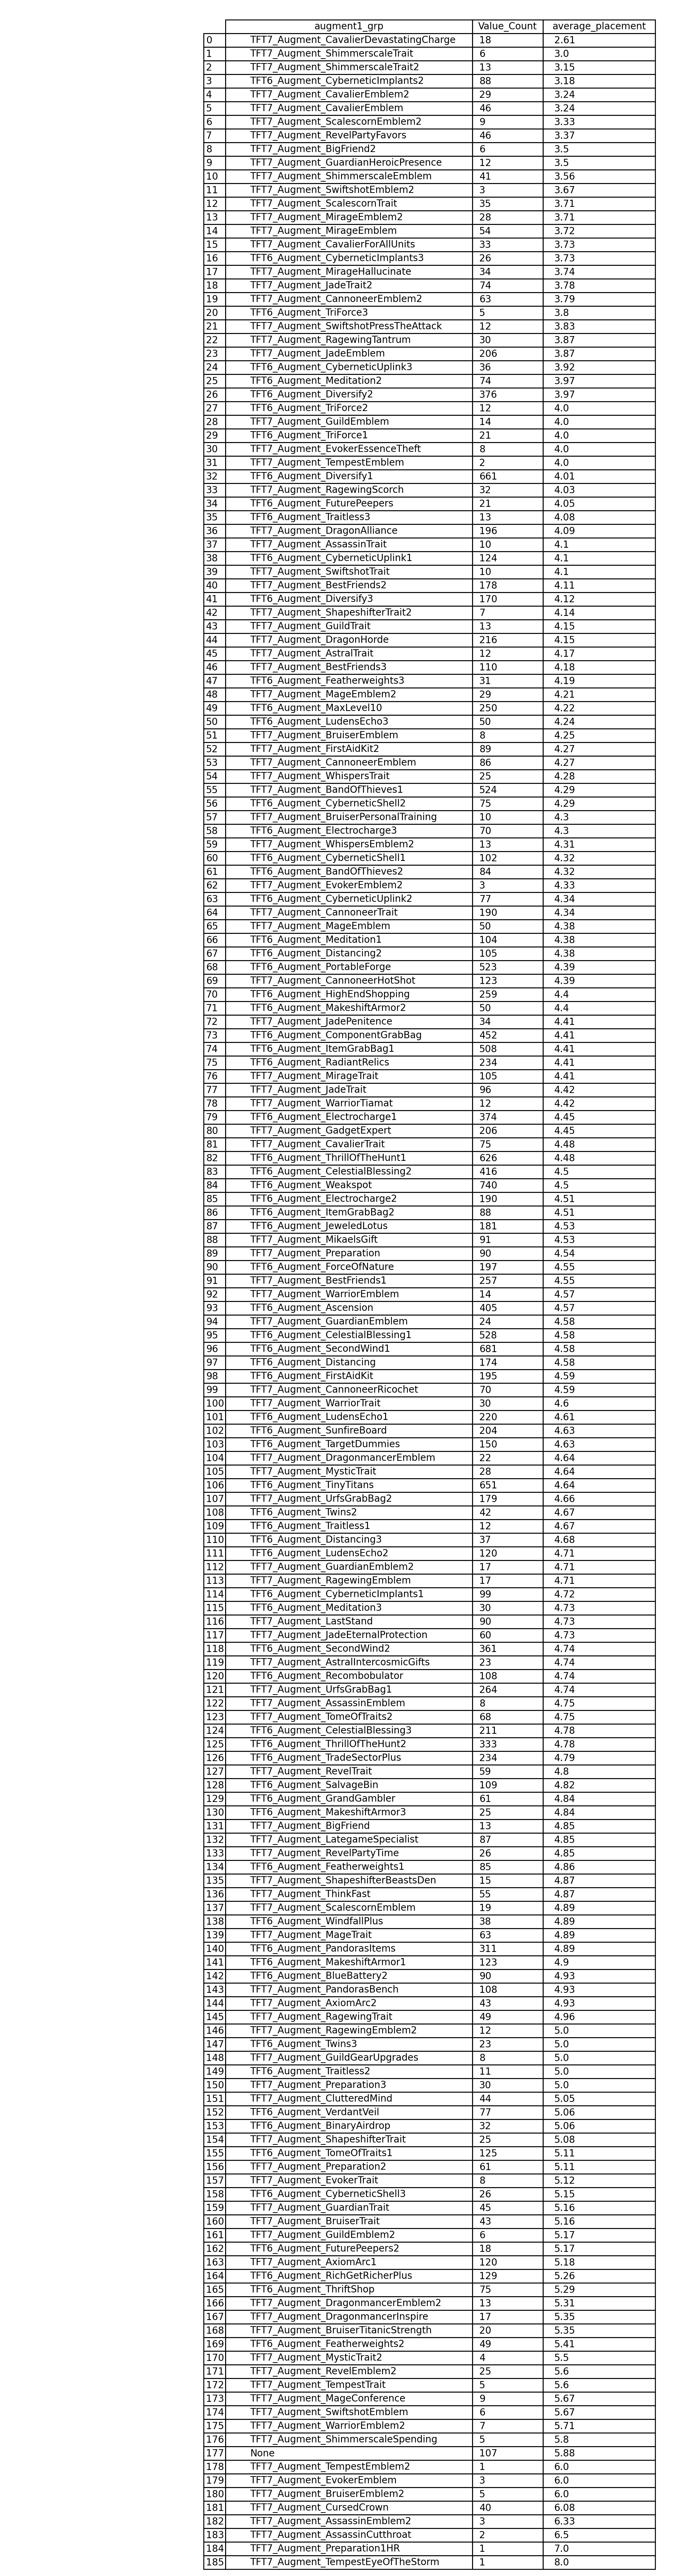 augment1_grp Value_Count average_placement
0 TFT7_Augment_CavalierDevastatingCharge 18 2.61
1 TFT7_Augment_ShimmerscaleTrait 6 3.0
2 TFT7_Augment_ShimmerscaleTrait2 13 3.15
3 TFT6_Augment_CyberneticImplants2 88 3.18
4 TFT7_Augment_CavalierEmblem2 29 3.24
5 TFT7_Augment_CavalierEmblem 46 3.24
6 TFT7_Augment_ScalescornEmblem2 9 3.33
7 TFT7_Augment_RevelPartyFavors 46 3.37
8 TFT7_Augment_BigFriend2 6 3.5
9 TFT7_Augment_GuardianHeroicPresence 12 3.5
10 TFT7_Augment_ShimmerscaleEmblem 41 3.56
11 TFT7_Augment_SwiftshotEmblem2 3 3.67
12 TFT7_Augment_ScalescornTrait 35 3.71
13 TFT7_Augment_MirageEmblem2 28 3.71
14 TFT7_Augment_MirageEmblem 54 3.72
15 TFT7_Augment_CavalierForAllUnits 33 3.73
16 TFT6_Augment_CyberneticImplants3 26 3.73
17 TFT7_Augment_MirageHallucinate 34 3.74
18 TFT7_Augment_JadeTrait2 74 3.78
19 TFT7_Augment_CannoneerEmblem2 63 3.79
20 TFT6_Augment_TriForce3 5 3.8
21 TFT7_Augment_SwiftshotPressTheAttack 12 3.83
22 TFT7_Augment_RagewingTantrum 30 3.87
23 TFT7_Augment_JadeEmblem 206 3.87
24 TFT6_Augment_CyberneticUplink3 36 3.92
25 TFT6_Augment_Meditation2 74 3.97
26 TFT6_Augment_Diversify2 376 3.97
27 TFT6_Augment_TriForce2 12 4.0
28 TFT7_Augment_GuildEmblem 14 4.0
29 TFT6_Augment_TriForce1 21 4.0
30 TFT7_Augment_EvokerEssenceTheft 8 4.0
31 TFT7_Augment_TempestEmblem 2 4.0
32 TFT6_Augment_Diversify1 661 4.01
33 TFT7_Augment_RagewingScorch 32 4.03
34 TFT6_Augment_FuturePeepers 21 4.05
35 TFT6_Augment_Traitless3 13 4.08
36 TFT7_Augment_DragonAlliance 196 4.09
37 TFT7_Augment_AssassinTrait 10 4.1
38 TFT6_Augment_CyberneticUplink1 124 4.1
39 TFT7_Augment_SwiftshotTrait 10 4.1
40 TFT7_Augment_BestFriends2 178 4.11
41 TFT6_Augment_Diversify3 170 4.12
42 TFT7_Augment_ShapeshifterTrait2 7 4.14
43 TFT7_Augment_GuildTrait 13 4.15
44 TFT7_Augment_DragonHorde 216 4.15
45 TFT7_Augment_AstralTrait 12 4.17
46 TFT7_Augment_BestFriends3 110 4.18
47 TFT6_Augment_Featherweights3 31 4.19
48 TFT7_Augment_MageEmblem2 29 4.21
49 TFT6_Augment_MaxLevel10 250 4.22
50 TFT6_Augment_LudensEcho3 50 4.24
51 TFT7_Augment_BruiserEmblem 8 4.25
52 TFT7_Augment_FirstAidKit2 89 4.27
53 TFT7_Augment_CannoneerEmblem 86 4.27
54 TFT7_Augment_WhispersTrait 25 4.28
55 TFT7_Augment_BandOfThieves1 524 4.29
56 TFT6_Augment_CyberneticShell2 75 4.29
57 TFT7_Augment_BruiserPersonalTraining 10 4.3
58 TFT6_Augment_Electrocharge3 70 4.3
59 TFT7_Augment_WhispersEmblem2 13 4.31
60 TFT6_Augment_CyberneticShell1 102 4.32
61 TFT6_Augment_BandOfThieves2 84 4.32
62 TFT7_Augment_EvokerEmblem2 3 4.33
63 TFT6_Augment_CyberneticUplink2 77 4.34
64 TFT7_Augment_CannoneerTrait 190 4.34
65 TFT7_Augment_MageEmblem 50 4.38
66 TFT6_Augment_Meditation1 104 4.38
67 TFT6_Augment_Distancing2 105 4.38
68 TFT6_Augment_PortableForge 523 4.39
69 TFT7_Augment_CannoneerHotShot 123 4.39
70 TFT6_Augment_HighEndShopping 259 4.4
71 TFT6_Augment_MakeshiftArmor2 50 4.4
72 TFT7_Augment_JadePenitence 34 4.41
73 TFT6_Augment_ComponentGrabBag 452 4.41
74 TFT6_Augment_ItemGrabBag1 508 4.41
75 TFT6_Augment_RadiantRelics 234 4.41
76 TFT7_Augment_MirageTrait 105 4.41
77 TFT7_Augment_JadeTrait 96 4.42
78 TFT7_Augment_WarriorTiamat 12 4.42
79 TFT6_Augment_Electrocharge1 374 4.45
80 TFT7_Augment_GadgetExpert 206 4.45
81 TFT7_Augment_CavalierTrait 75 4.48
82 TFT6_Augment_ThrillOfTheHunt1 626 4.48
83 TFT6_Augment_CelestialBlessing2 416 4.5
84 TFT6_Augment_Weakspot 740 4.5
85 TFT6_Augment_Electrocharge2 190 4.51
86 TFT6_Augment_ItemGrabBag2 88 4.51
87 TFT6_Augment_JeweledLotus 181 4.53
88 TFT7_Augment_MikaelsGift 91 4.53
89 TFT7_Augment_Preparation 90 4.54
90 TFT6_Augment_ForceOfNature 197 4.55
91 TFT7_Augment_BestFriends1 257 4.55
92 TFT7_Augment_WarriorEmblem 14 4.57
93 TFT6_Augment_Ascension 405 4.57
94 TFT7_Augment_GuardianEmblem 24 4.58
95 TFT6_Augment_CelestialBlessing1 528 4.58
96 TFT6_Augment_SecondWind1 681 4.58
97 TFT6_Augment_Distancing 174 4.58
98 TFT6_Augment_FirstAidKit 195 4.59
99 TFT7_Augment_CannoneerRicochet 70 4.59
100 TFT7_Augment_WarriorTrait 30 4.6
101 TFT6_Augment_LudensEcho1 220 4.61
102 TFT6_Augment_SunfireBoard 204 4.63
103 TFT6_Augment_TargetDummies 150 4.63
104 TFT7_Augment_DragonmancerEmblem 22 4.64
105 TFT7_Augment_MysticTrait 28 4.64
106 TFT6_Augment_TinyTitans 651 4.64
107 TFT7_Augment_UrfsGrabBag2 179 4.66
108 TFT6_Augment_Twins2 42 4.67
109 TFT6_Augment_Traitless1 12 4.67
110 TFT6_Augment_Distancing3 37 4.68
111 TFT6_Augment_LudensEcho2 120 4.71
112 TFT7_Augment_GuardianEmblem2 17 4.71
113 TFT7_Augment_RagewingEmblem 17 4.71
114 TFT6_Augment_CyberneticImplants1 99 4.72
115 TFT6_Augment_Meditation3 30 4.73
116 TFT7_Augment_LastStand 90 4.73
117 TFT7_Augment_JadeEternalProtection 60 4.73
118 TFT6_Augment_SecondWind2 361 4.74
119 TFT7_Augment_AstralIntercosmicGifts 23 4.74
120 TFT6_Augment_Recombobulator 108 4.74
121 TFT7_Augment_UrfsGrabBag1 264 4.74
122 TFT7_Augment_AssassinEmblem 8 4.75
123 TFT7_Augment_TomeOfTraits2 68 4.75
124 TFT6_Augment_CelestialBlessing3 211 4.78
125 TFT6_Augment_ThrillOfTheHunt2 333 4.78
126 TFT6_Augment_TradeSectorPlus 234 4.79
127 TFT7_Augment_RevelTrait 59 4.8
128 TFT6_Augment_SalvageBin 109 4.82
129 TFT6_Augment_GrandGambler 61 4.84
130 TFT6_Augment_MakeshiftArmor3 25 4.84
131 TFT7_Augment_BigFriend 13 4.85
132 TFT7_Augment_LategameSpecialist 87 4.85
133 TFT7_Augment_RevelPartyTime 26 4.85
134 TFT6_Augment_Featherweights1 85 4.86
135 TFT7_Augment_ShapeshifterBeastsDen 15 4.87
136 TFT7_Augment_ThinkFast 55 4.87
137 TFT7_Augment_ScalescornEmblem 19 4.89
138 TFT6_Augment_WindfallPlus 38 4.89
139 TFT7_Augment_MageTrait 63 4.89
140 TFT6_Augment_PandorasItems 311 4.89
141 TFT6_Augment_MakeshiftArmor1 123 4.9
142 TFT6_Augment_BlueBattery2 90 4.93
143 TFT7_Augment_PandorasBench 108 4.93
144 TFT7_Augment_AxiomArc2 43 4.93
145 TFT7_Augment_RagewingTrait 49 4.96
146 TFT7_Augment_RagewingEmblem2 12 5.0
147 TFT6_Augment_Twins3 23 5.0
148 TFT7_Augment_GuildGearUpgrades 8 5.0
149 TFT6_Augment_Traitless2 11 5.0
150 TFT7_Augment_Preparation3 30 5.0
151 TFT7_Augment_ClutteredMind 44 5.05
152 TFT6_Augment_VerdantVeil 77 5.06
153 TFT6_Augment_BinaryAirdrop 32 5.06
154 TFT7_Augment_ShapeshifterTrait 25 5.08
155 TFT6_Augment_TomeOfTraits1 125 5.11
156 TFT7_Augment_Preparation2 61 5.11
157 TFT7_Augment_EvokerTrait 8 5.12
158 TFT6_Augment_CyberneticShell3 26 5.15
159 TFT7_Augment_GuardianTrait 45 5.16
160 TFT7_Augment_BruiserTrait 43 5.16
161 TFT7_Augment_GuildEmblem2 6 5.17
162 TFT6_Augment_FuturePeepers2 18 5.17
163 TFT7_Augment_AxiomArc1 120 5.18
164 TFT6_Augment_RichGetRicherPlus 129 5.26
165 TFT6_Augment_ThriftShop 75 5.29
166 TFT7_Augment_DragonmancerEmblem2 13 5.31
167 TFT7_Augment_DragonmancerInspire 17 5.35
168 TFT7_Augment_BruiserTitanicStrength 20 5.35
169 TFT6_Augment_Featherweights2 49 5.41
170 TFT7_Augment_MysticTrait2 4 5.5
171 TFT7_Augment_RevelEmblem2 25 5.6
172 TFT7_Augment_TempestTrait 5 5.6
173 TFT7_Augment_MageConference 9 5.67
174 TFT7_Augment_SwiftshotEmblem 6 5.67
175 TFT7_Augment_WarriorEmblem2 7 5.71
176 TFT7_Augment_ShimmerscaleSpending 5 5.8
177 None 107 5.88
178 TFT7_Augment_TempestEmblem2 1 6.0
179 TFT7_Augment_EvokerEmblem 3 6.0
180 TFT7_Augment_BruiserEmblem2 5 6.0
181 TFT7_Augment_CursedCrown 40 6.08
182 TFT7_Augment_AssassinEmblem2 3 6.33
183 TFT7_Augment_AssassinCutthroat 2 6.5
184 TFT7_Augment_Preparation1HR 1 7.0
185 TFT7_Augment_TempestEyeOfTheStorm 1 8.0